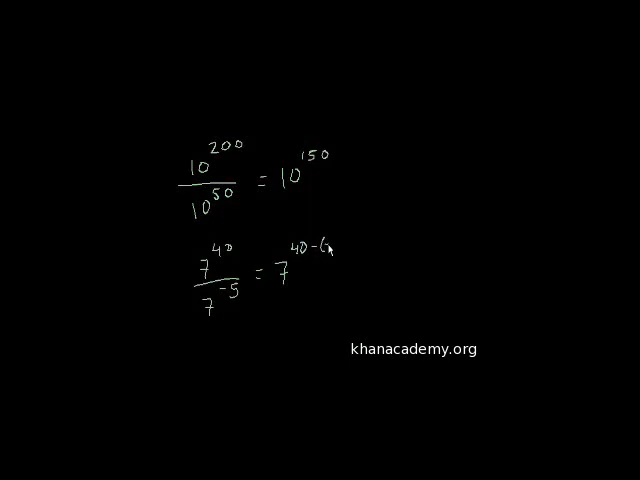 10^200 / 10^50 = 10^150
7^40 / 7^-5 = 7^40-(-
khanacademy.org